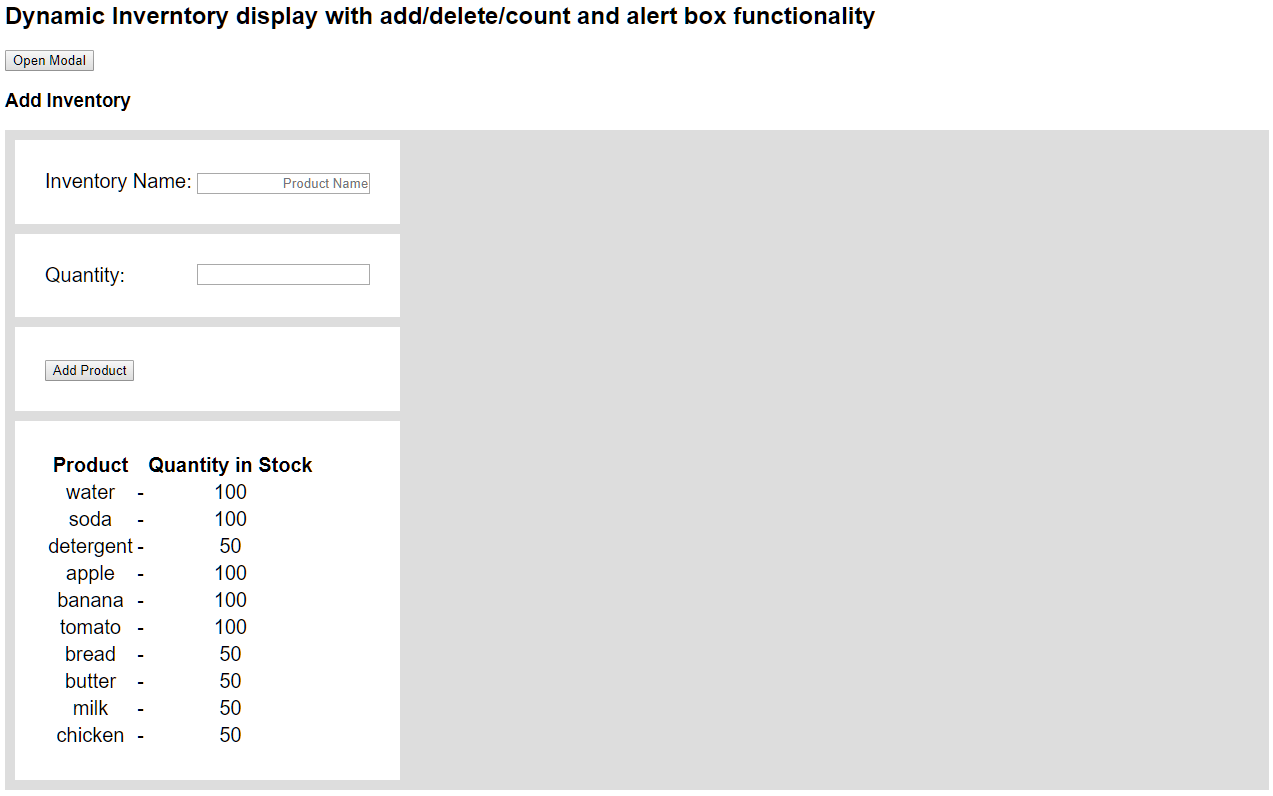 Dynamic Inverntory display with add/delete/count and alert box functionality
Open Modal
Add Inventory
Inventory Name: Product Name
Quantity:
Add Product
Product Quantity in Stock
water - 100
soda - 100
detergent - 50
apple - 100
banana - 100
tomato - 100
bread - 50
butter - 50
milk - 50
chicken - 50